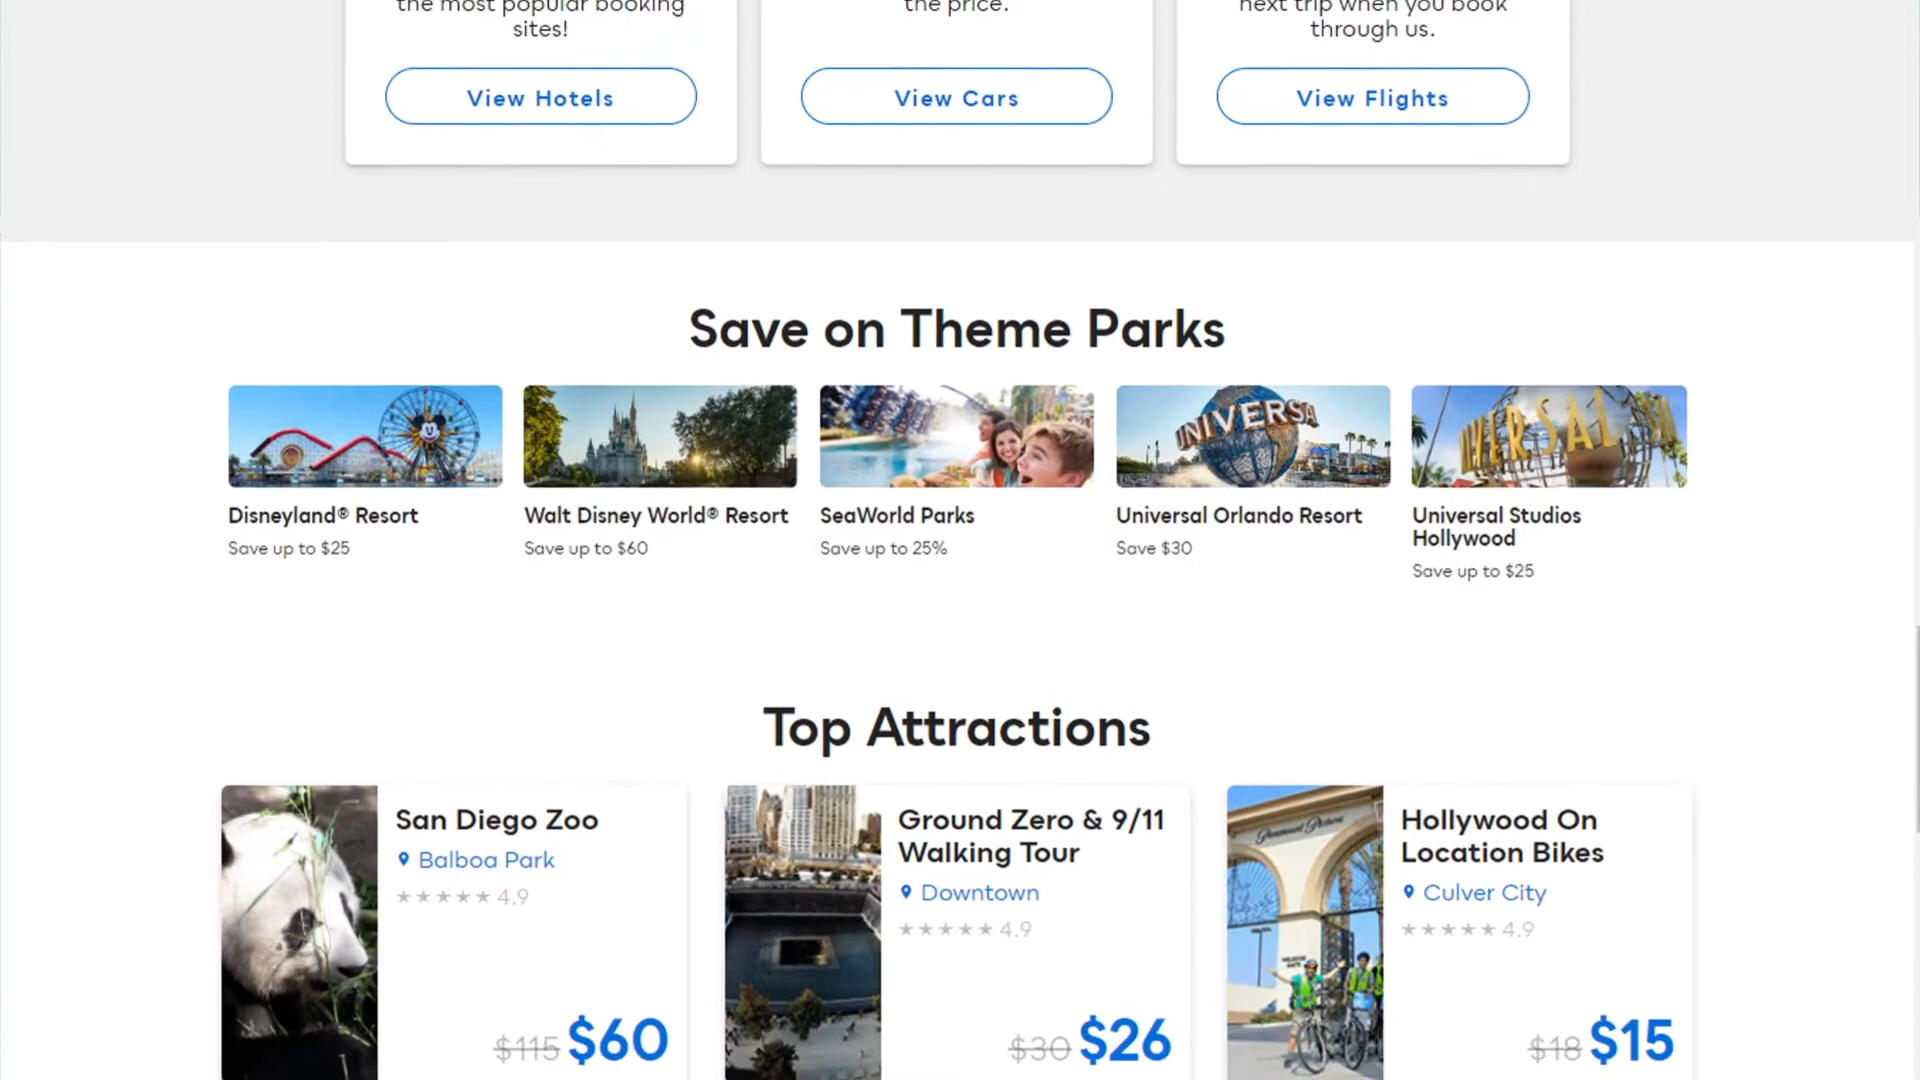 the most popular booking
sites!
the price.
next trip when you book
through us.
View Hotels
View Cars
View Flights
Save on Theme Parks
UNIVERSA
IVERSAL
Disneyland® Resort
Save up to $25
Walt Disney World® Resort
Save up to $60
SeaWorld Parks
Save up to 25%
Universal Orlando Resort
Save $30
Universal Studios
Hollywood
Save up to $25
Top Attractions
San Diego Zoo
Balboa Park
4.9
$115 $60
Ground Zero & 9/11
Walking Tour
Downtown
4.9
$30 $26
Paramount Pictures
Hollywood On
Location Bikes
Culver City
4.9
$18 $15